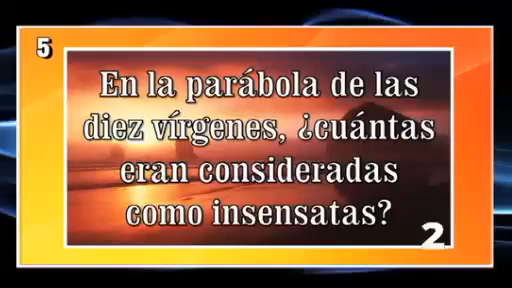 5
En la parábola de las
diez vírgenes, ¿cuántas
eran consideradas
como insensatas?
2